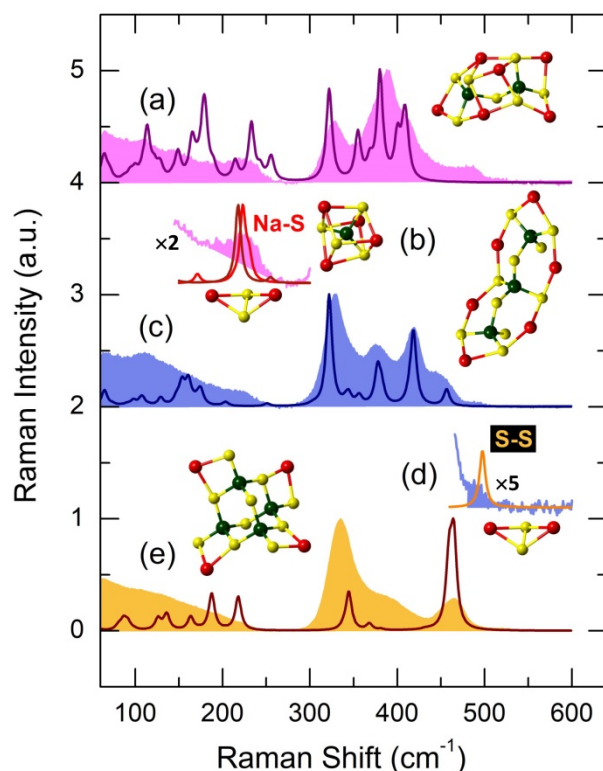 5
(a)
4
×2
Na-S
(b)
3
(c)
2
S-S
(d)
×5
1
(e)
0
100 200 300 400 500 600
Raman Shift (cm-1)
Raman Intensity (a.u.)